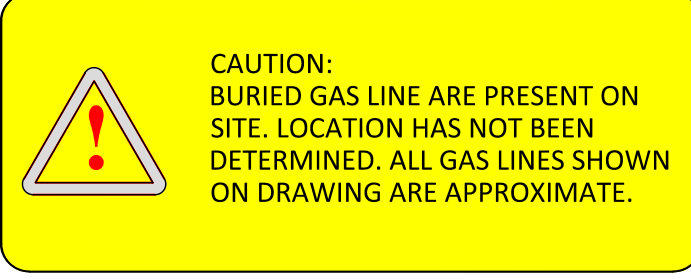 CAUTION:
BURIED GAS LINE ARE PRESENT ON
SITE. LOCATION HAS NOT BEEN
DETERMINED. ALL GAS LINES SHOWN
ON DRAWING ARE APPROXIMATE.